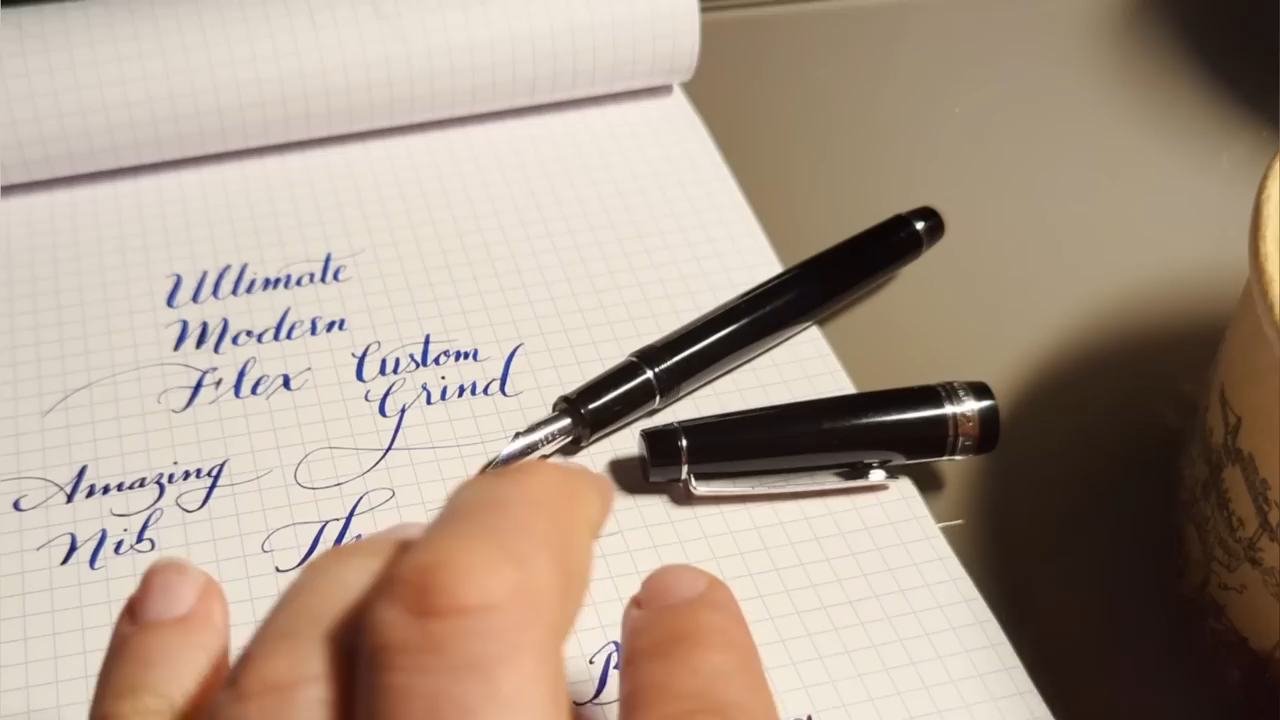 Ultimate
Modern
Flex
Custom
Grind
Amazing
Nib